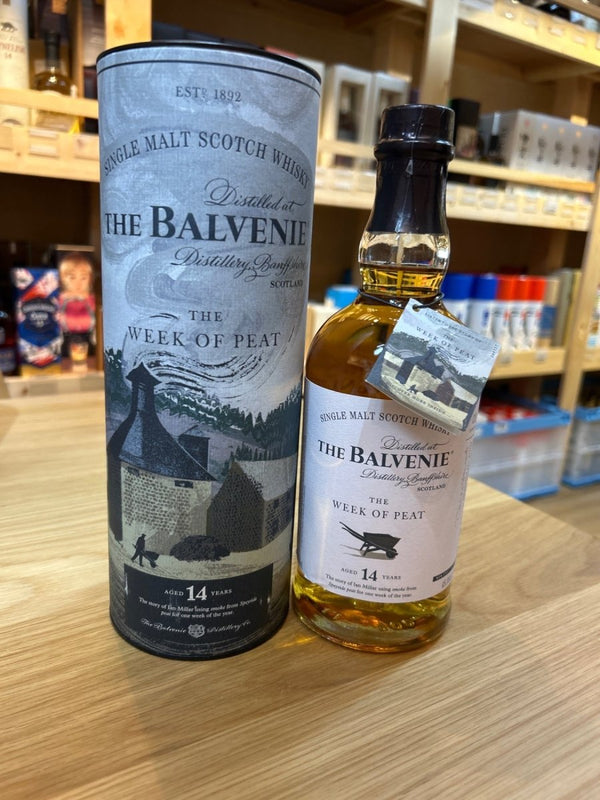 ESTD 1892
SINGLE MALT SCOTCH WHISKY
Distilled at
THE BALVENIE
Distillery, Banffshire
SCOTLAND
THE
WEEK OF PEAT
AGED 14 YEARS
The story of Ian Millar using smoke from Speyside
peat for one week of the year.
The Balvenie Distillery Co.
THE
WEEK OF PEAT
SINGLE MALT SCOTCH WHISKY
Distilled at
THE BALVENIE®
Distillery, Banffshire
SCOTLAND
THE
WEEK OF PEAT
AGED 14 YEARS
The story of Ian Millar using smoke from Speyside
peat for one week of the year.
14